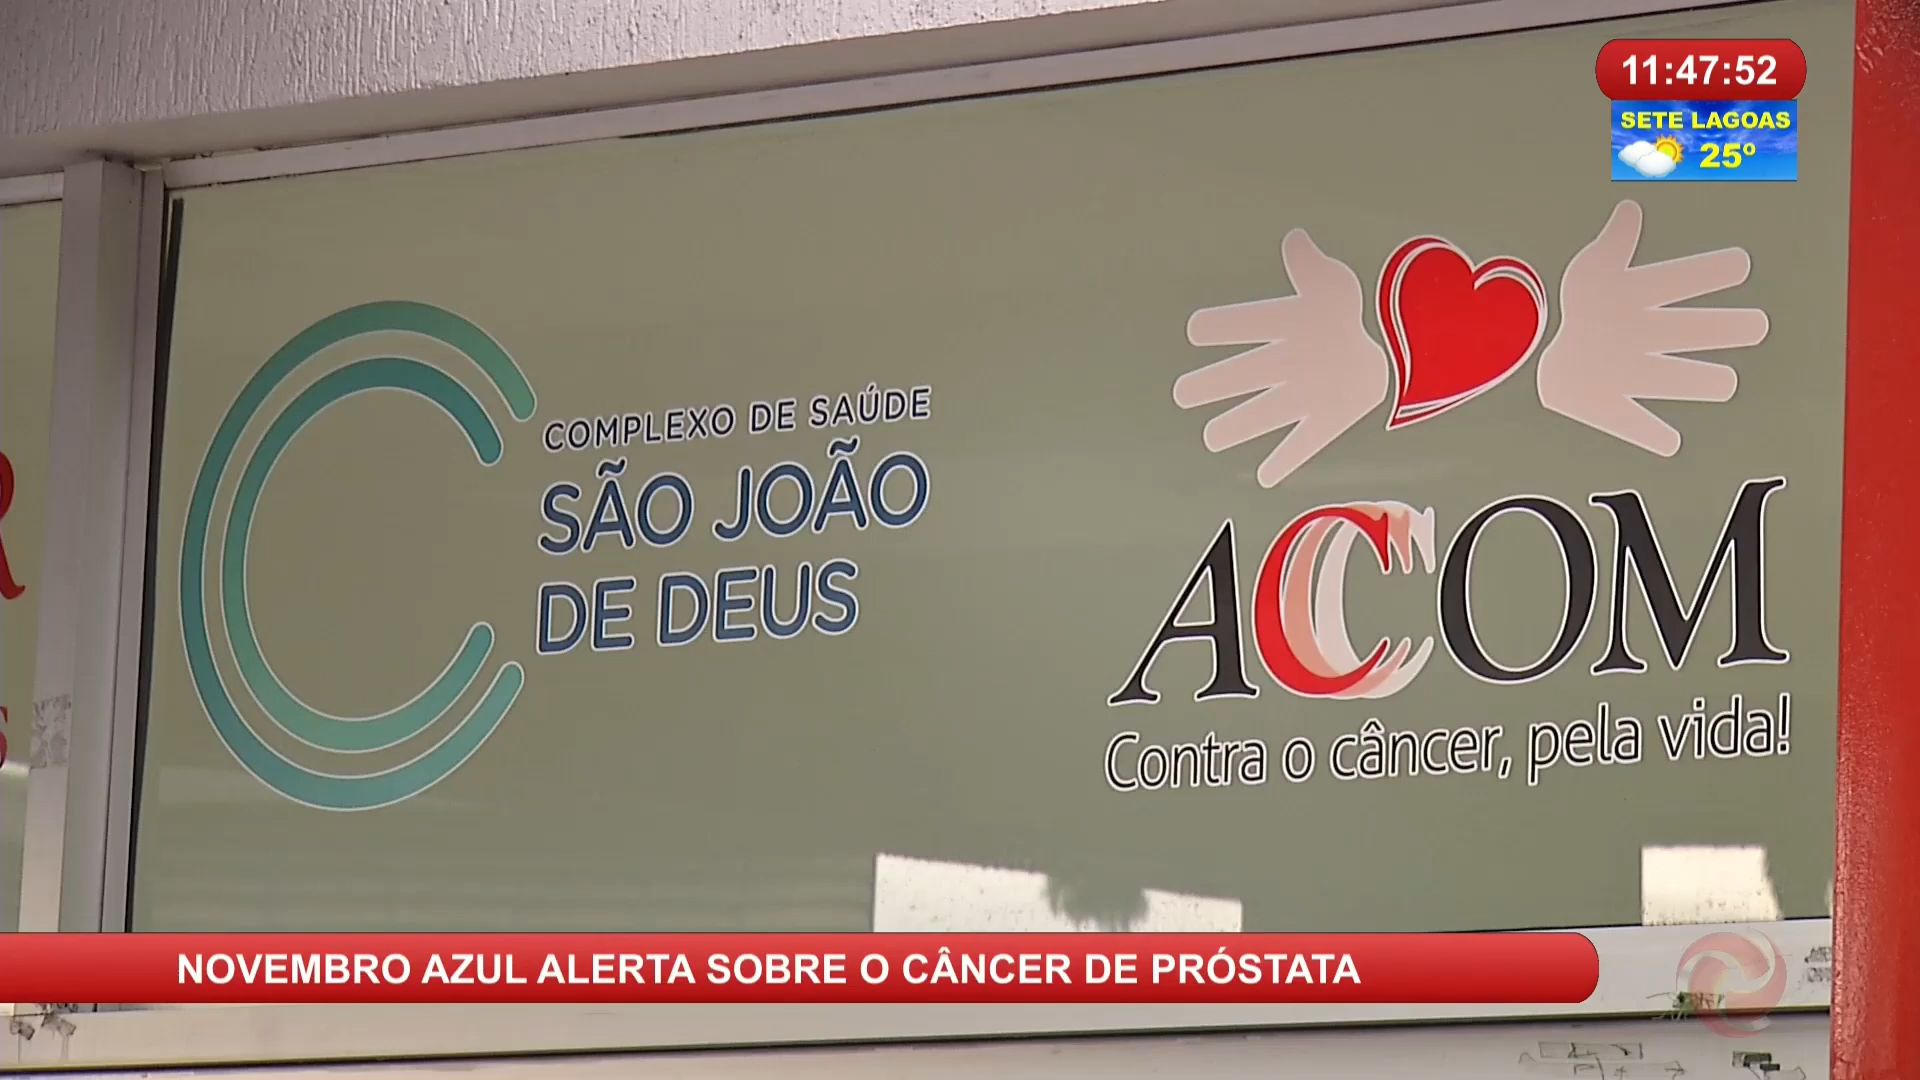 11:47:52
SETE LAGOAS
25º
COMPLEXO DE SAÚDE
SÃO JOÃO
DE DEUS
ACCOM
Contra o câncer, pela vida!
NOVEMBRO AZUL ALERTA SOBRE O CÂNCER DE PRÓSTATA